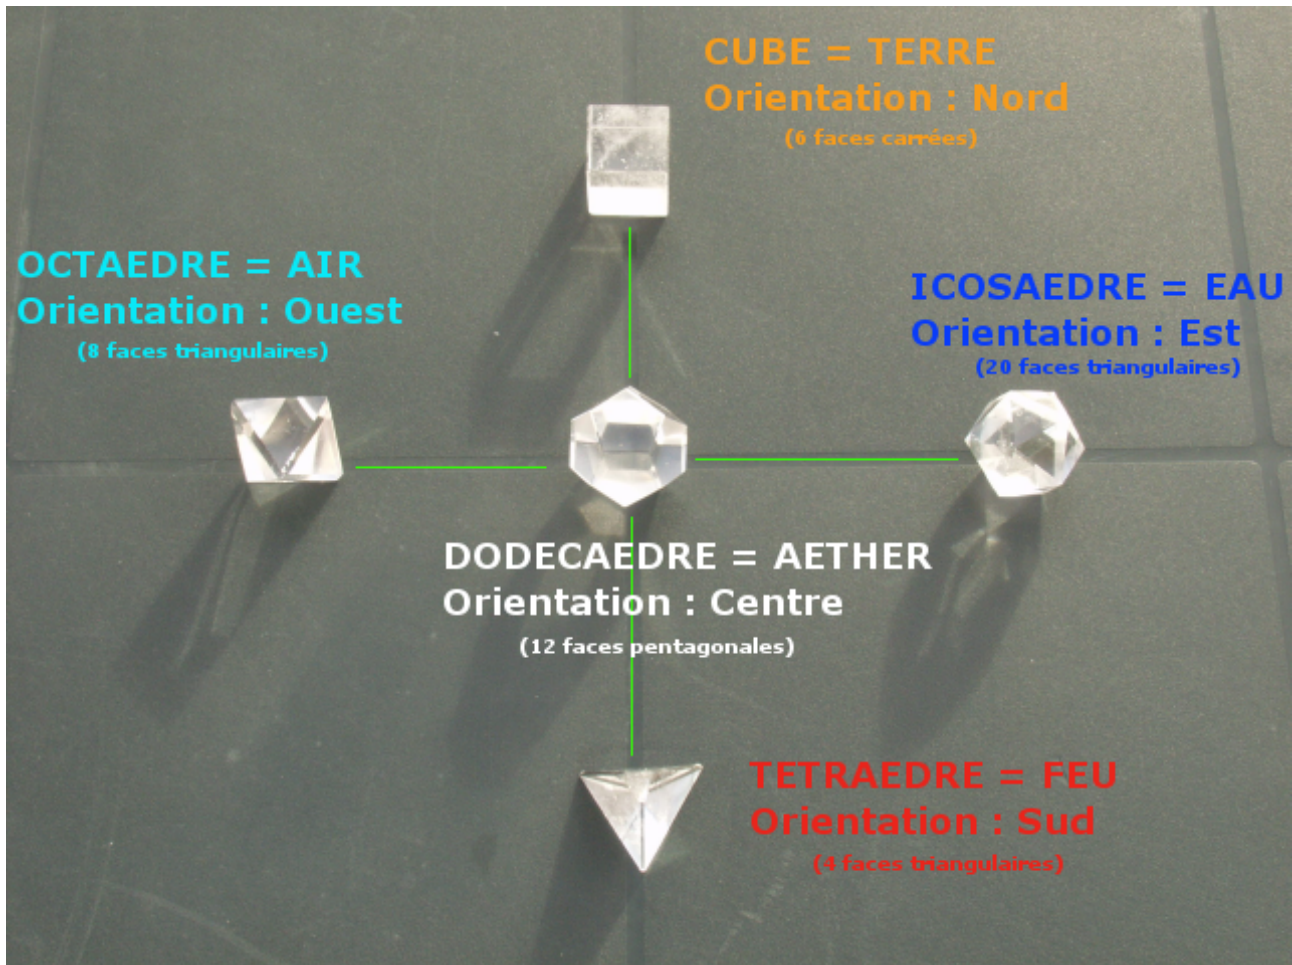 CUBE = TERRE
Orientation : Nord
(6 faces carrées)
OCTAEDRE = AIR
Orientation : Ouest
(8 faces triangulaires)
ICOSAEDRE = EAU
Orientation : Est
(20 faces triangulaires)
DODECAEDRE = AETHER
Orientation : Centre
(12 faces pentagonales)
TETRAEDRE = FEU
Orientation : Sud
(4 faces triangulaires)